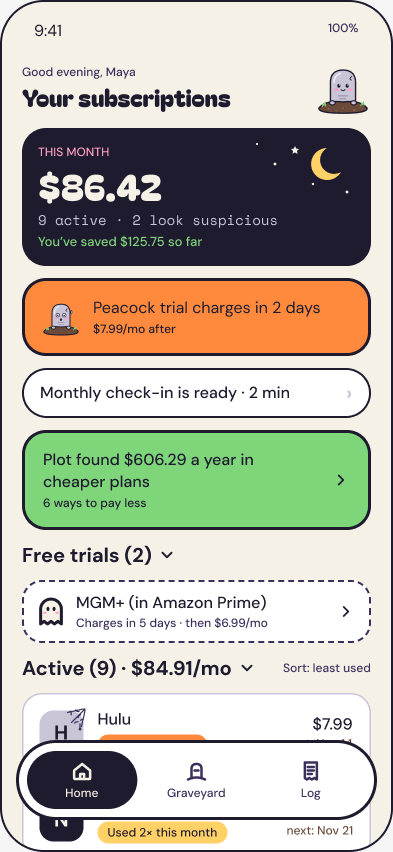 9:41
100%
Good evening, Maya
Your subscriptions
THIS MONTH
$86.42
9 active · 2 look suspicious
You've saved $125.75 so far
Peacock trial charges in 2 days
$7.99/mo after
Monthly check-in is ready · 2 min
Plot found $606.29 a year in
cheaper plans
6 ways to pay less
Free trials (2)
MGM+ (in Amazon Prime)
Charges in 5 days · then $6.99/mo
Active (9) · $84.91/mo
Sort: least used
H
Hulu
$7.99
Home
Graveyard
Log
N
Used 2× this month
next: Nov 21